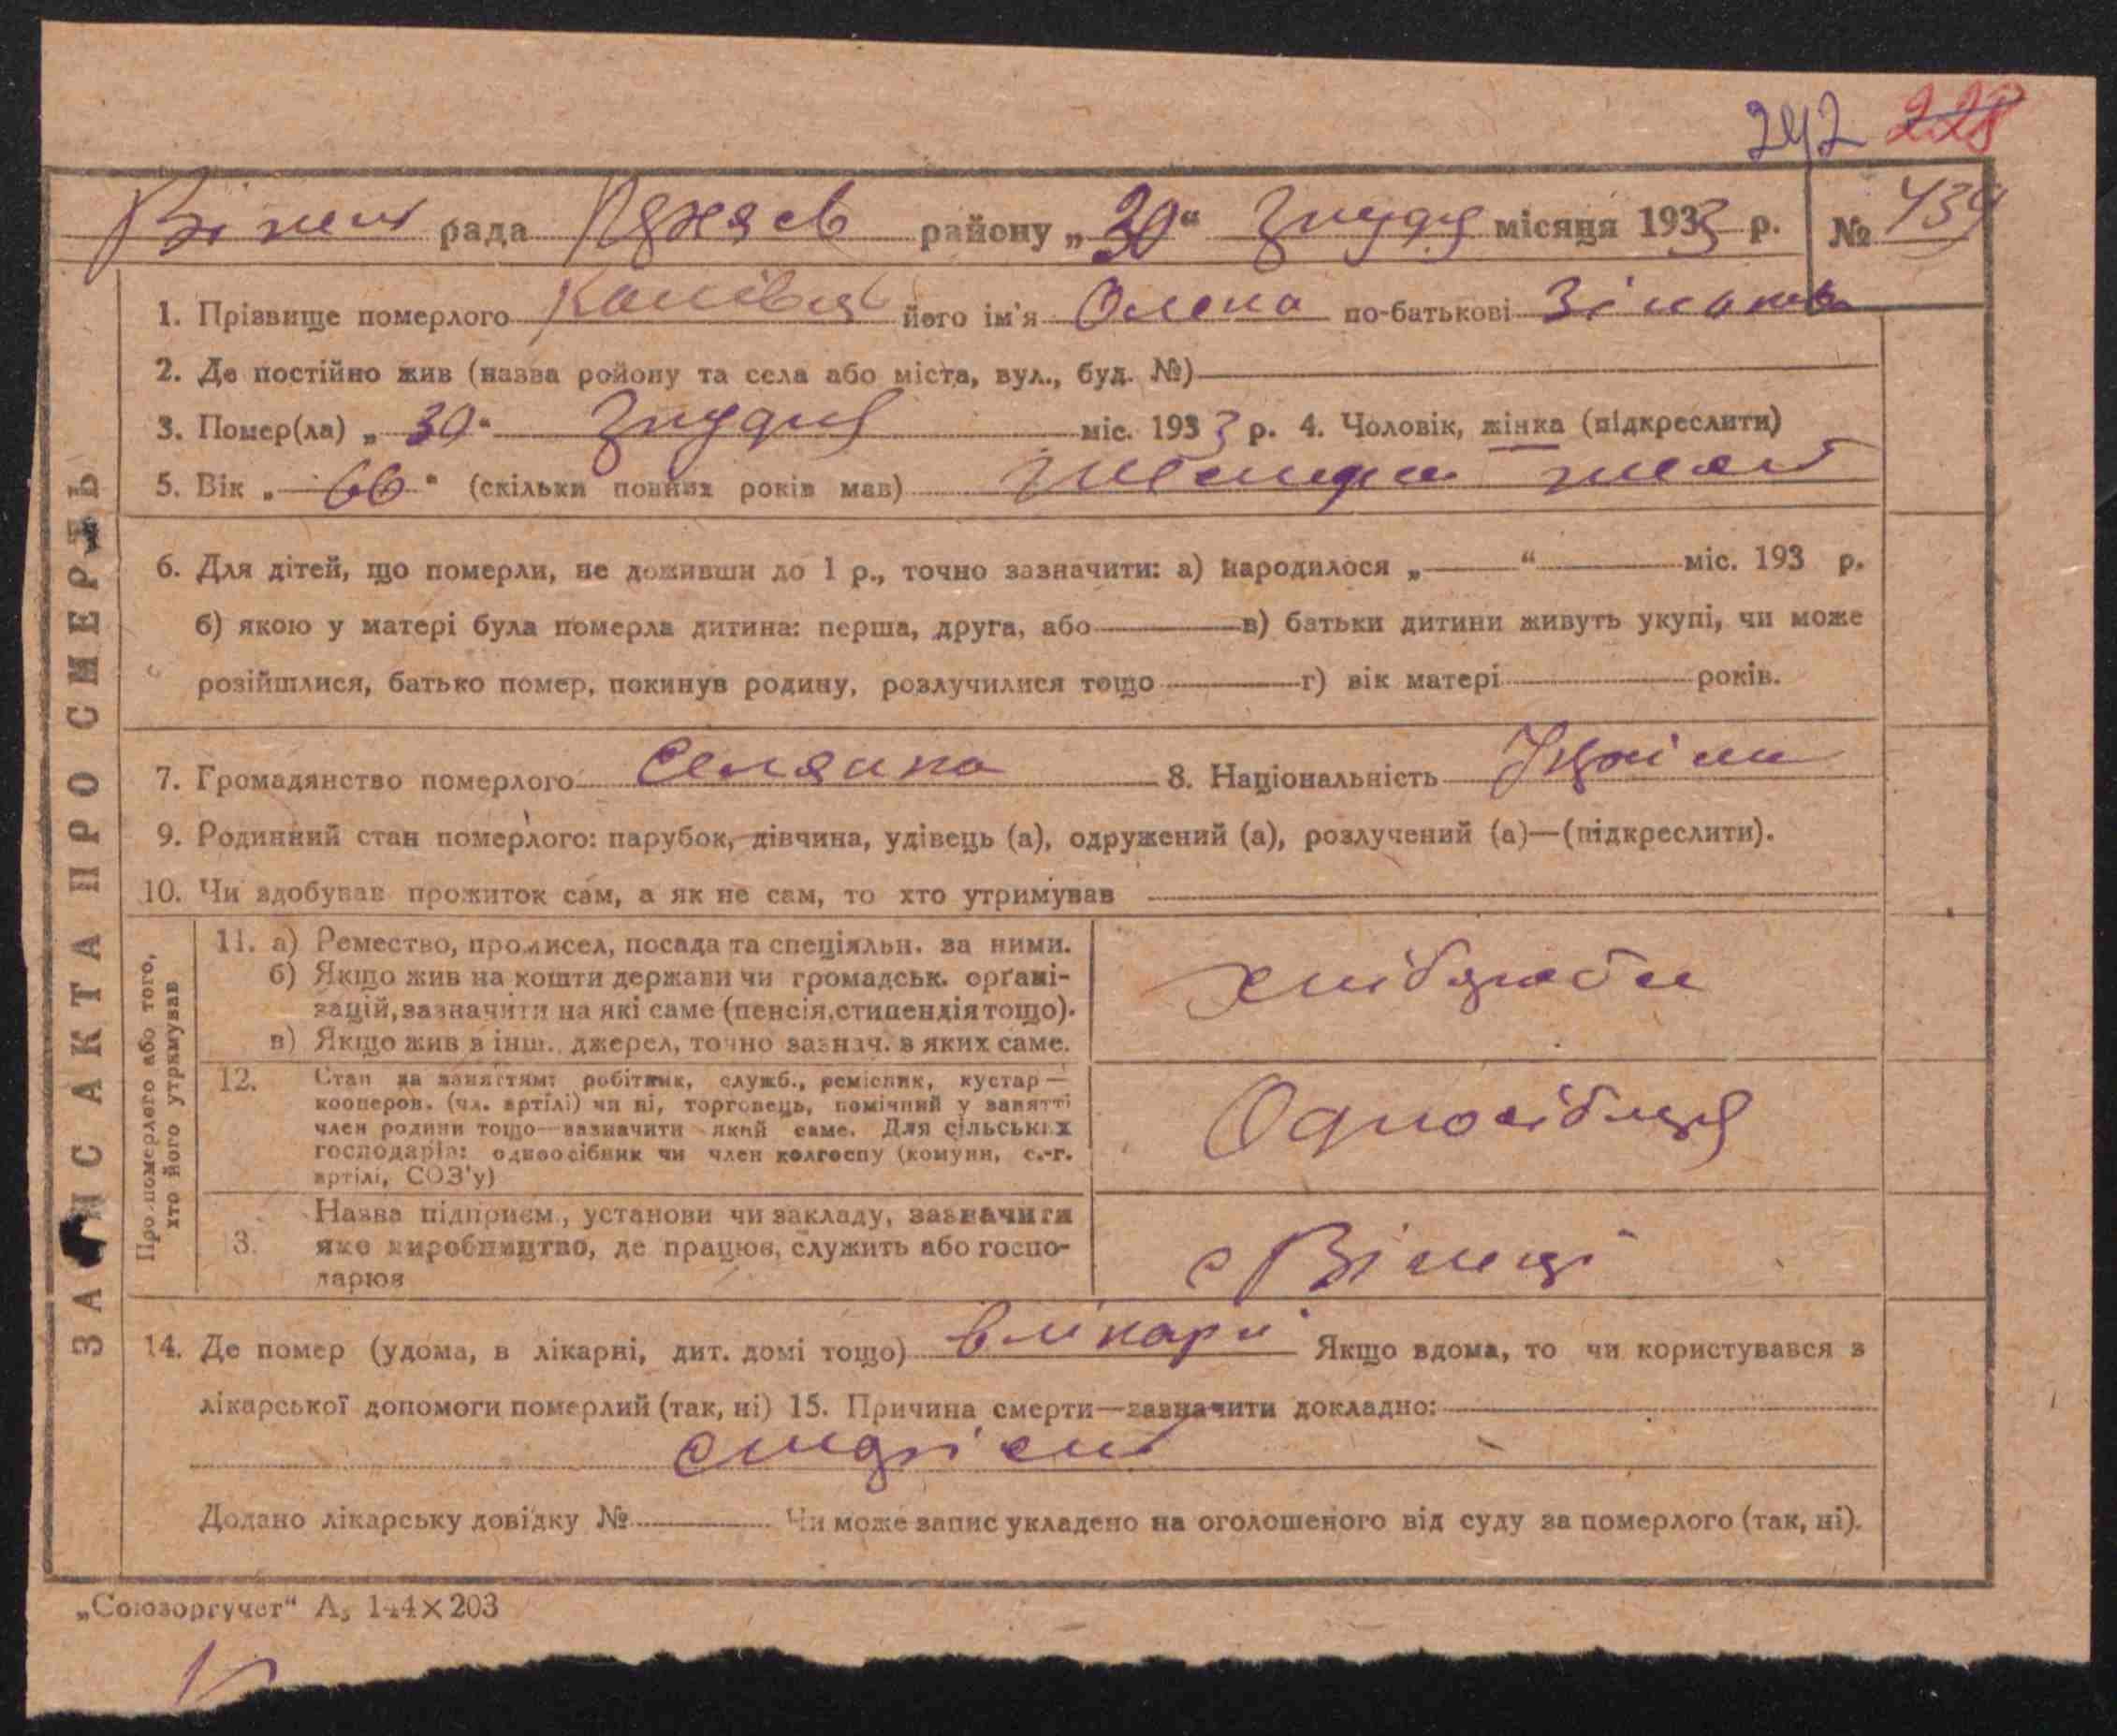 242 228
рада району „30“ Грудня місяця 1933 р. № 439
1. Прізвище померлого Канівец його ім'я Олена по-батькові
2. Де постійно жив (назва ройону та села або міста, вул., буд. №)
3. Помер(ла) „30“ Грудня міс. 1933 р. 4. Чоловік, жінка (підкреслити)
5. Вік „66“ (скільки повних років мав)
6. Для дітей, що померли, не доживши до 1 р., точно зазначити: а) народилося „ “ міс. 193 р.
б) якою у матері була померла дитина: перша, друга, або в) батьки дитини живуть укупі, чи може
розійшлися, батько помер, покинув родину, розлучилися тощо г) вік матері років.
7. Громадянство померлого Селянка 8. Національність
9. Родинний стан померлого: парубок, дівчина, удівець (а), одружений (а), розлучений (а)—(підкреслити).
10. Чи здобував прожиток сам, а як не сам, то хто утримував
ЗАПИС АКТА ПРО СМЕРТЬ
Про померлого або того,
хто його утримував
11. а) Ремество, промисел, посада та спеціяльн. за ними.
б) Якщо жив на кошти держави чи громадськ. орґані-
зацій, зазначити на які саме (пенсія, стипендія тощо).
в) Якщо жив з інш. джерел, точно зазнач. з яких саме.
12. Стан за заняттям: робітник, служб., ремісник, кустар—
кооперов. (чл. артілі) чи ні, торговець, помічний у занятті
член родини тощо—зазначити який саме. Для сільських
господарів: одноосібник чи член колгоспу (комуни, с.-г.
артілі, СОЗ'у)
Одноосібниця
13. Назва підприєм., установи чи закладу, зазначити
яке виробництво, де працює, служить або госпо-
дарює
14. Де помер (удома, в лікарні, дит. домі тощо) в лікарні Якщо вдома, то чи користувався з
лікарської допомоги померлий (так, ні) 15. Причина смерти—зазначити докладно:
Додано лікарську довідку № Чи може запис укладено на оголошеного від суду за померлого (так, ні).
„Союзоргучет“ А₅ 144×203